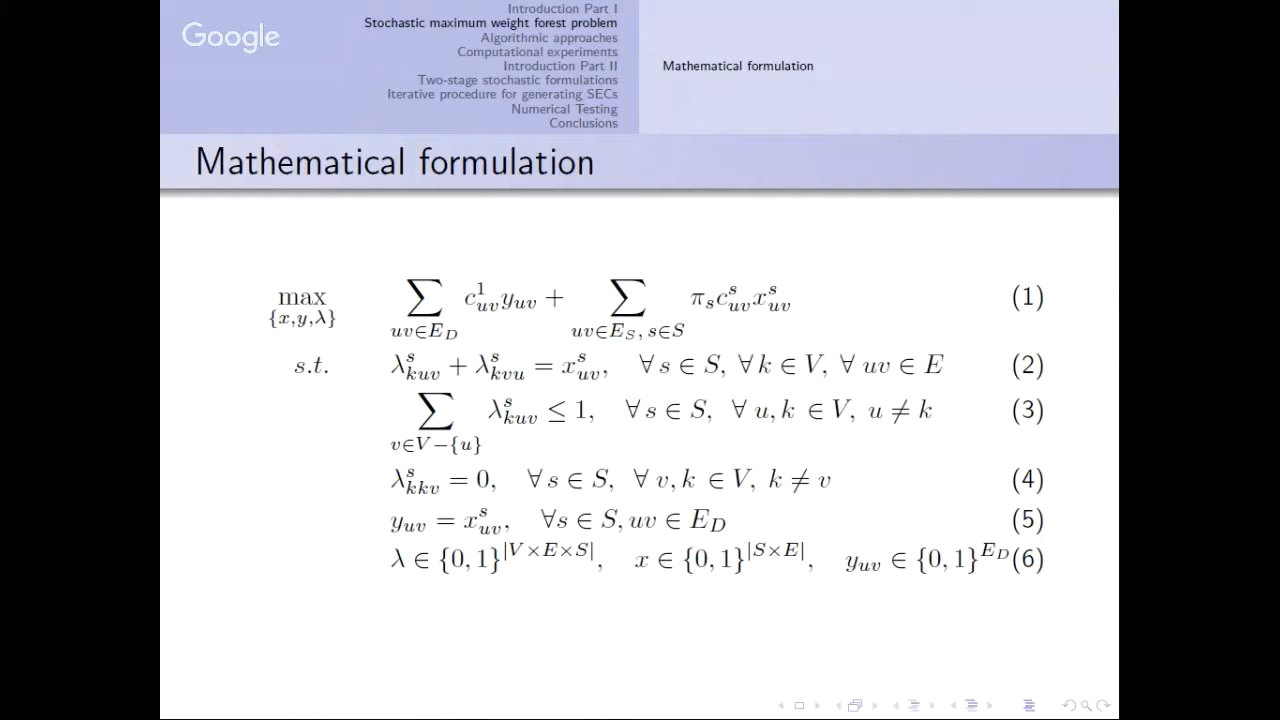 Google
Introduction Part I
Stochastic maximum weight forest problem
Algorithmic approaches
Computational experiments
Introduction Part II
Two-stage stochastic formulations
Iterative procedure for generating SECs
Numerical Testing
Conclusions
Mathematical formulation
Mathematical formulation
max_{\{x,y,λ\}} ∑_{uv∈E_D} c^1_{uv} y_{uv} + ∑_{uv∈E_S, s∈S} π_s c^s_{uv} x^s_{uv} (1)
s.t. λ^s_{kuv} + λ^s_{kvu} = x^s_{uv}, ∀ s ∈ S, ∀ k ∈ V, ∀ uv ∈ E (2)
∑_{v∈V−{u}} λ^s_{kuv} ≤ 1, ∀ s ∈ S, ∀ u, k ∈ V, u ≠ k (3)
λ^s_{kkv} = 0, ∀ s ∈ S, ∀ v, k ∈ V, k ≠ v (4)
y_{uv} = x^s_{uv}, ∀s ∈ S, uv ∈ E_D (5)
λ ∈ {0, 1}^{|V×E×S|}, x ∈ {0, 1}^{|S×E|}, y_{uv} ∈ {0, 1}^{E_D} (6)